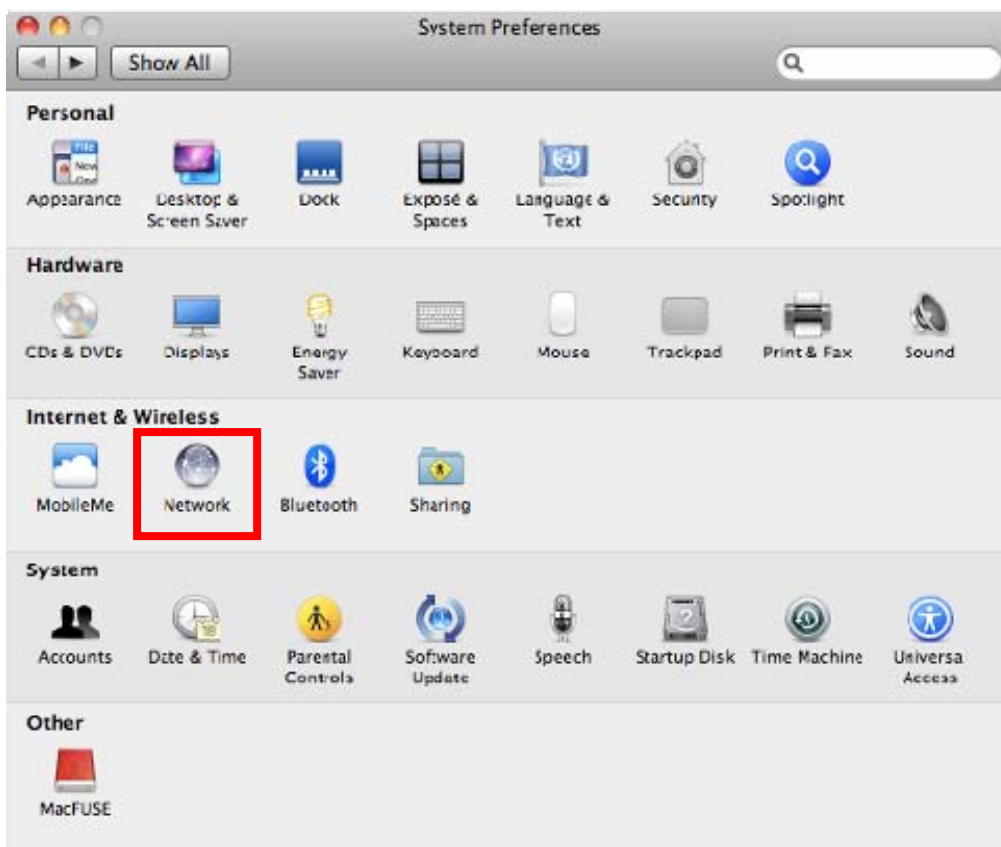 System Preferences
Show All
Personal
File
New
Appearance
Desktop &
Screen Saver
Dock
Exposé &
Spaces
Language &
Text
Security
Spotlight
Hardware
CDs & DVDs
Displays
Energy
Saver
Keyboard
Mouse
Trackpad
Print & Fax
Sound
Internet & Wireless
MobileMe
Network
Bluetooth
Sharing
System
Accounts
Date & Time
Parental
Controls
Software
Update
Speech
Startup Disk
Time Machine
Universa
Access
Other
MacFUSE